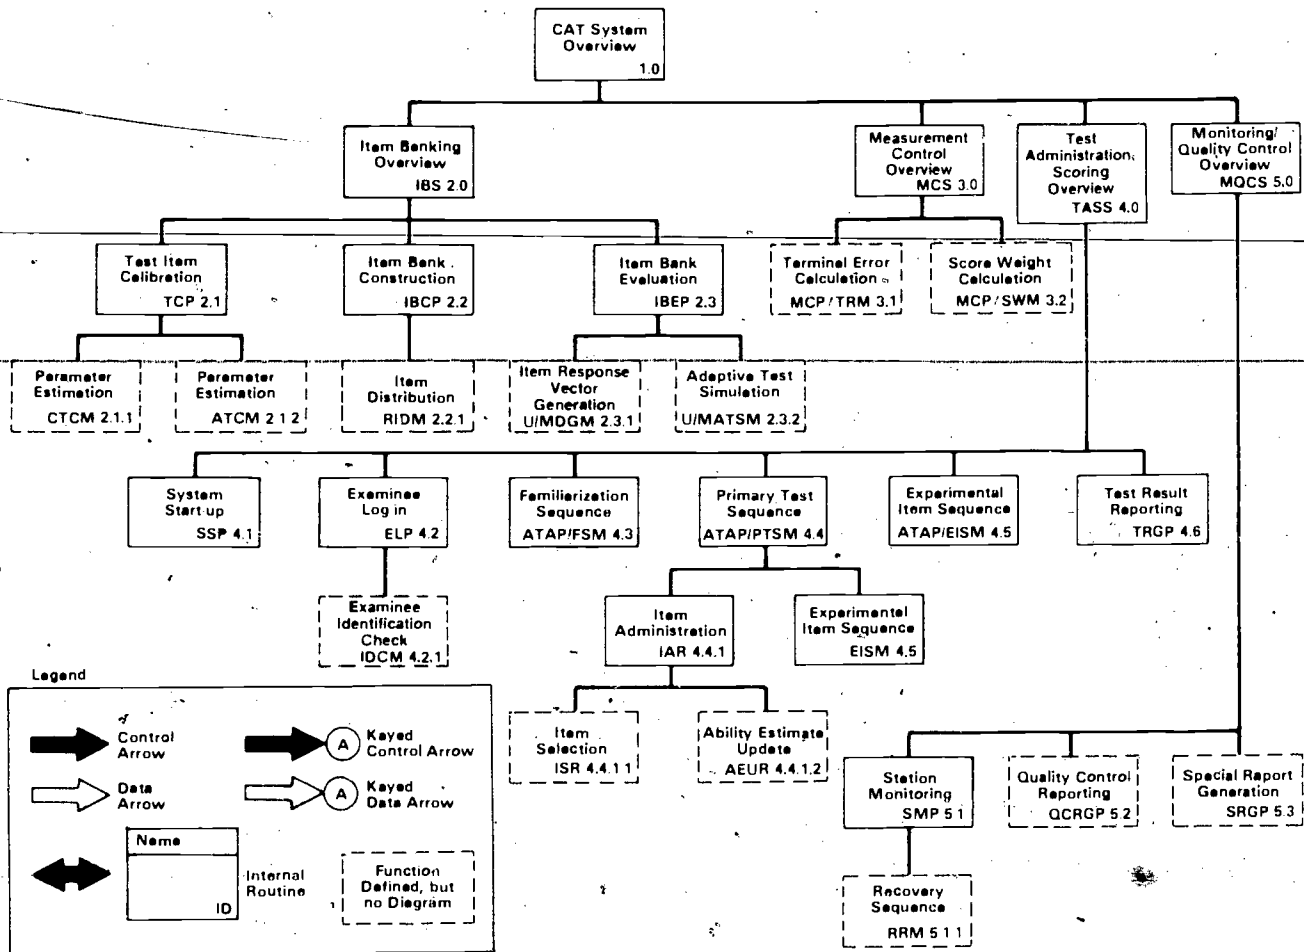 CAT System
Overview
1.0
Item Banking
Overview
IBS 2.0
Measurement
Control
Overview
MCS 3.0
Test
Administration;
Scoring
Overview
TASS 4.0
Monitoring/
Quality Control
Overview
MQCS 5.0
Test Item
Calibration
TCP 2.1
Item Bank
Construction
IBCP 2.2
Item Bank
Evaluation
IBEP 2.3
Terminal Error
Calculation
MCP/TRM 3.1
Score Weight
Calculation
MCP/SWM 3.2
Parameter
Estimation
CTCM 2.1.1
Parameter
Estimation
ATCM 2.1 2
Item
Distribution
RIDM 2.2.1
Item Response
Vector
Generation
U/MDGM 2.3.1
Adaptive Test
Simulation
U/MATSM 2.3.2
System
Start-up
SSP 4.1
Examinee
Log in
ELP 4.2
Familiarization
Sequence
ATAP/FSM 4.3
Primary Test
Sequence
ATAP/PTSM 4.4
Experimental
Item Sequence
ATAP/EISM 4.5
Test Result
Reporting
TRGP 4.6
Examinee
Identification
Check
IDCM 4.2.1
Item
Administration
IAR 4.4.1
Experimental
Item Sequence
EISM 4.5
Item
Selection
ISR 4.4.1 1
Ability Estimate
Update
AEUR 4.4.1.2
Station
Monitoring
SMP 5 1
Quality Control
Reporting
QCRGP 5.2
Special Report
Generation
SRGP 5.3
Recovery
Sequence
RRM 5 1 1
Legend
Control
Arrow
A
Keyed
Control Arrow
Data
Arrow
A
Keyed
Data Arrow
Name
ID
Internal
Routine
Function
Defined, but
no Diagram